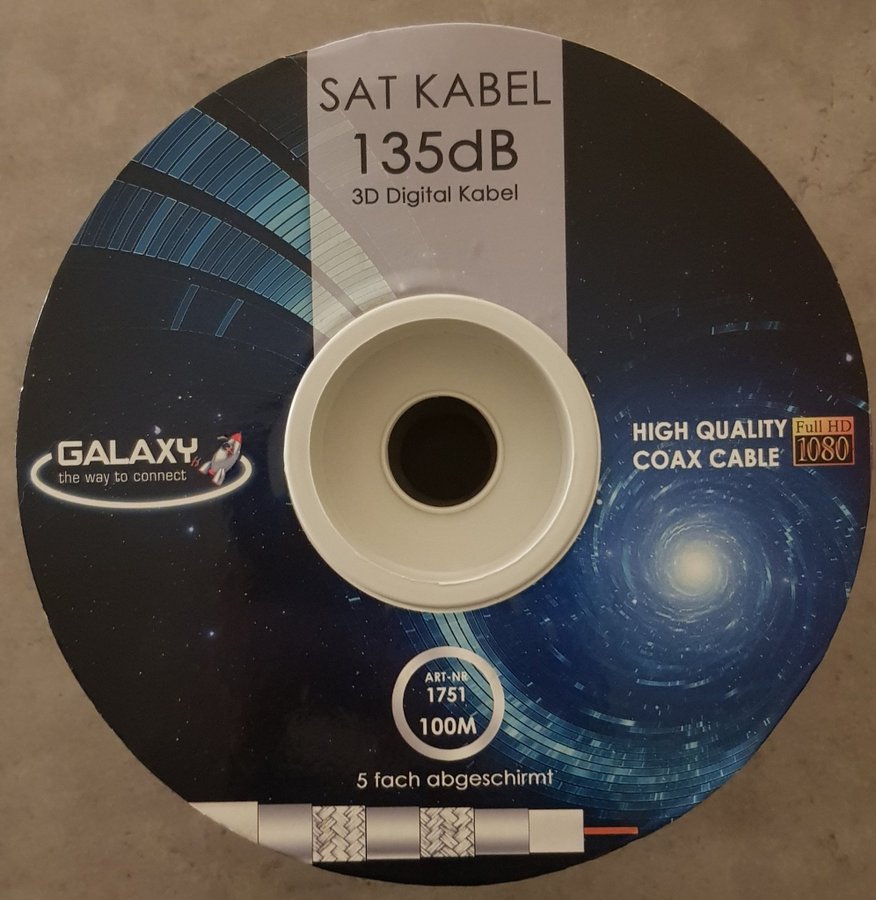 SAT KABEL
135dB
3D Digital Kabel
GALAXY
the way to connect
HIGH QUALITY
COAX CABLE
Full HD
1080
ART-NR
1751
100M
5 fach abgeschirmt